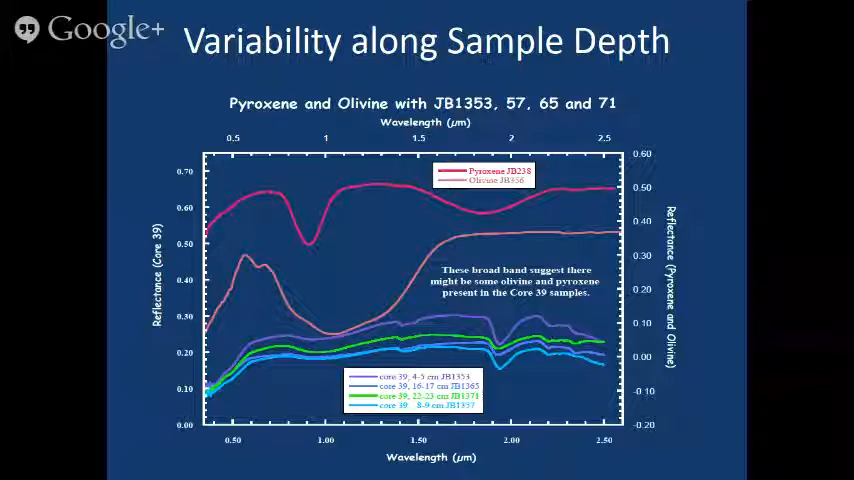 Google+
Variability along Sample Depth
Pyroxene and Olivine with JB1353, 57, 65 and 71
Wavelength (μm)
0.5 1 1.5 2 2.5
Pyroxene JB238
Olivine JB356
0.70
0.60
0.50
0.40
0.30
0.20
0.10
0.00
Reflectance (Core 39)
0.60
0.50
0.40
0.30
0.20
0.10
0.00
-0.10
-0.20
Reflectance (Pyroxene and Olivine)
These broad band suggest there
might be some olivine and pyroxene
present in the Core 39 samples.
core 39, 4-5 cm JB1353
core 39, 16-17 cm JB1365
core 39, 22-23 cm JB1371
core 39 8-9 cm JB1357
0.50 1.00 1.50 2.00 2.50
Wavelength (μm)